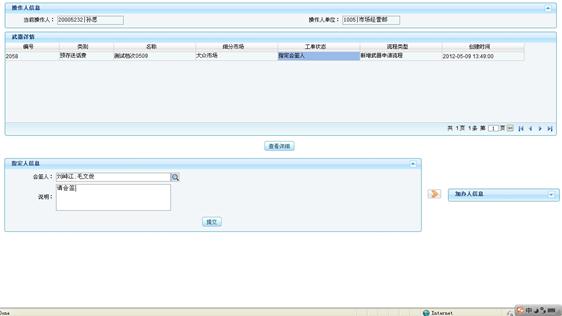 操作人信息
当前操作人： 20005232|孙思 操作人单位： 1005|市场经营部
武器详情
编号 类别 名称 细分市场 工单状态 流程类型 创建时间
2058 预存送话费 测试档次0509 大众市场 指定会签人 新增武器申请流程 2012-05-09 13:49:00
共 1页 1条 第 1 页
查看详细
指定人信息
会签人：
说明： 请会签
提交
加办人信息
Done Internet
中